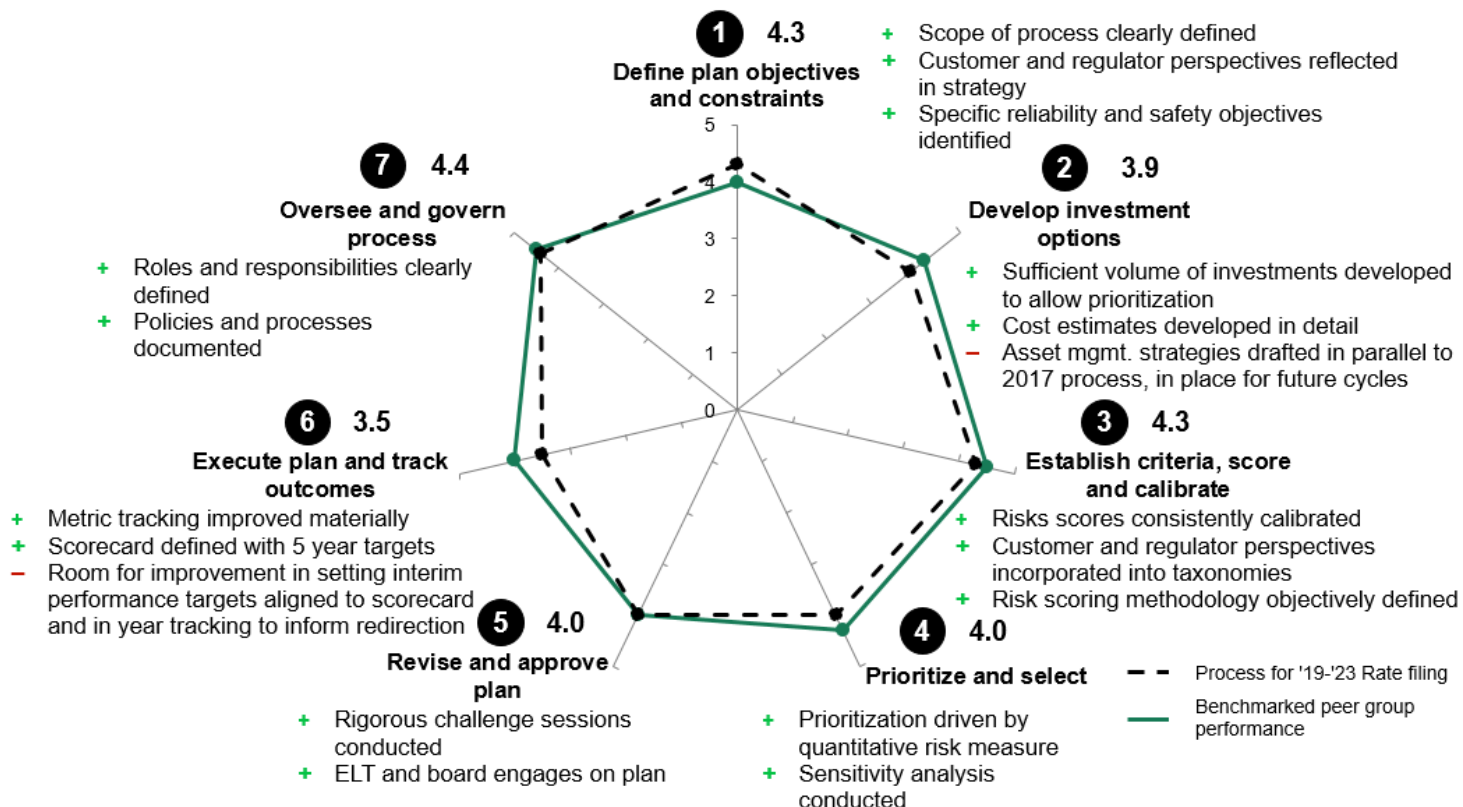 1 4.3
Define plan objectives
and constraints
+ Scope of process clearly defined
+ Customer and regulator perspectives reflected
in strategy
+ Specific reliability and safety objectives
identified
2 3.9
Develop investment
options
+ Sufficient volume of investments developed
to allow prioritization
+ Cost estimates developed in detail
– Asset mgmt. strategies drafted in parallel to
2017 process, in place for future cycles
3 4.3
Establish criteria, score
and calibrate
+ Risks scores consistently calibrated
+ Customer and regulator perspectives
incorporated into taxonomies
+ Risk scoring methodology objectively defined
4 4.0
Prioritize and select
+ Prioritization driven by
quantitative risk measure
+ Sensitivity analysis
conducted
5 4.0
Revise and approve
plan
+ Rigorous challenge sessions
conducted
+ ELT and board engages on plan
6 3.5
Execute plan and track
outcomes
+ Metric tracking improved materially
+ Scorecard defined with 5 year targets
– Room for improvement in setting interim
performance targets aligned to scorecard
and in year tracking to inform redirection
7 4.4
Oversee and govern
process
+ Roles and responsibilities clearly
defined
+ Policies and processes
documented
5
4
3
2
1
0
Process for '19-'23 Rate filing
Benchmarked peer group
performance